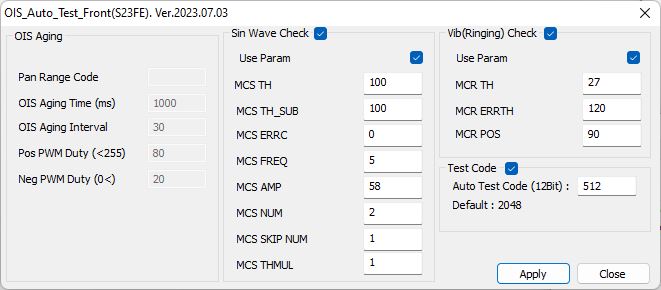 OIS_Auto_Test_Front(S23FE). Ver.2023.07.03
OIS Aging
Pan Range Code
OIS Aging Time (ms) 1000
OIS Aging Interval 30
Pos PWM Duty (<255) 80
Neg PWM Duty (0<) 20
Sin Wave Check
Use Param
MCS TH 100
MCS TH_SUB 100
MCS ERRC 0
MCS FREQ 5
MCS AMP 58
MCS NUM 2
MCS SKIP NUM 1
MCS THMUL 1
Vib(Ringing) Check
Use Param
MCR TH 27
MCR ERRTH 120
MCR POS 90
Test Code
Auto Test Code (12Bit) : 512
Default : 2048
Apply Close